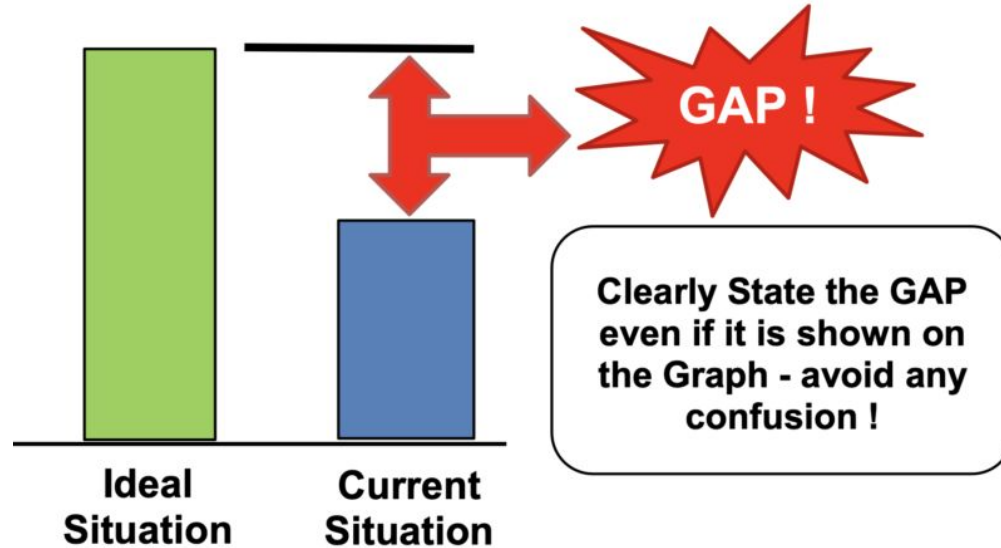 GAP !
Clearly State the GAP
even if it is shown on
the Graph - avoid any
confusion !
Ideal
Situation
Current
Situation